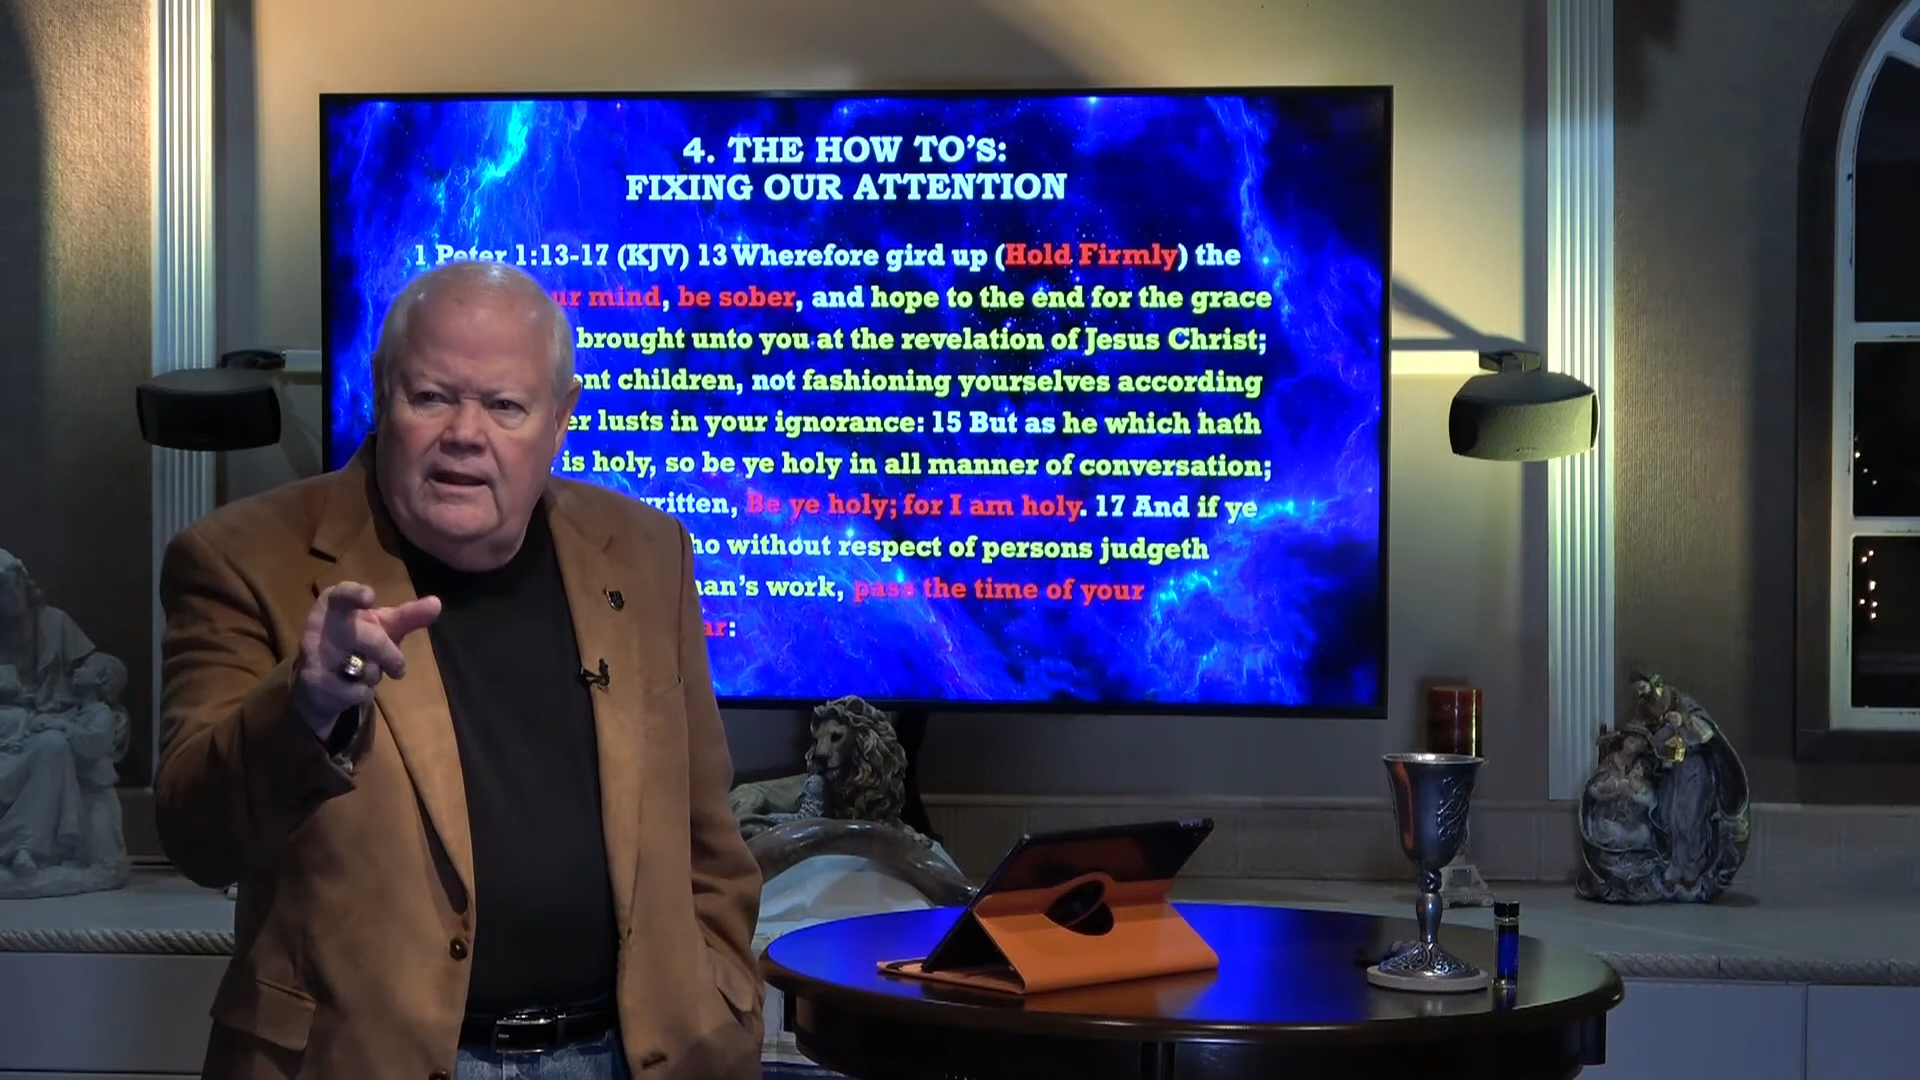 4. THE HOW TO'S:
FIXING OUR ATTENTION
1 Peter 1:13-17 (KJV) 13 Wherefore gird up (Hold Firmly) the
mind, be sober, and hope to the end for the grace
brought unto you at the revelation of Jesus Christ;
children, not fashioning yourselves according
lusts in your ignorance: 15 But as he which hath
is holy, so be ye holy in all manner of conversation;
Be ye holy; for I am holy. 17 And if ye
without respect of persons judgeth
man's work, pass the time of your